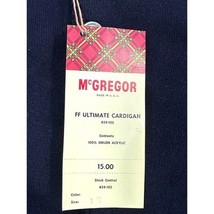 McGREGOR
MADE IN U.S.A.
FF ULTIMATE CARDIGAN
Contents
100% ORLON ACRYLIC
15.00
Stock Control
Color
Size